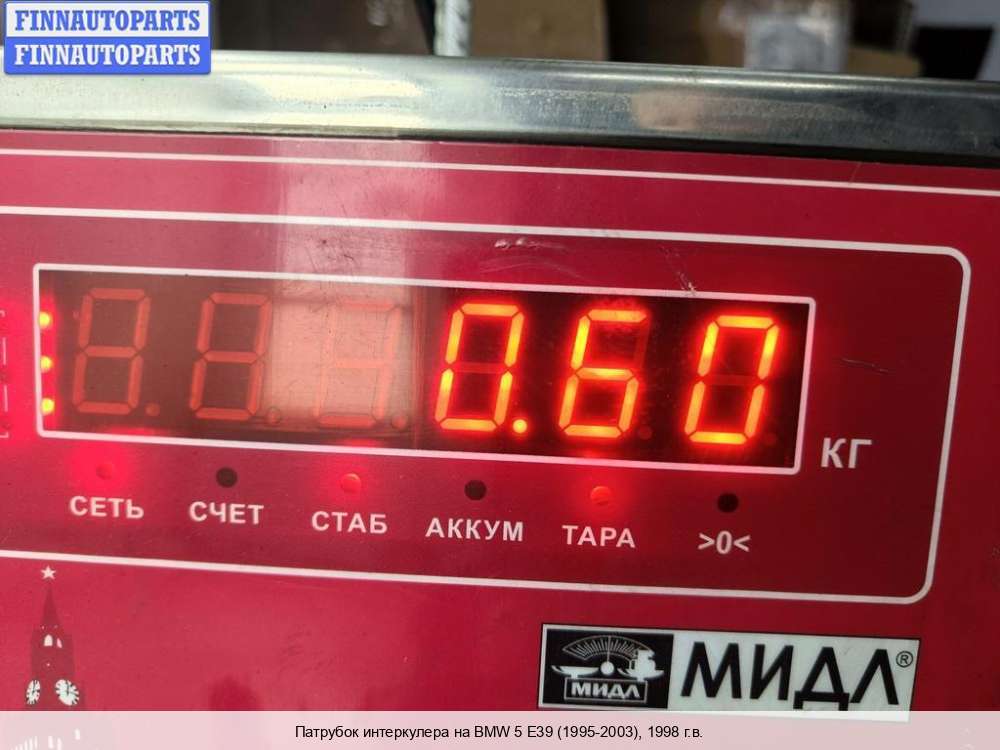 FINNAUTOPARTS
FINNAUTOPARTS
0.60
КГ
СЕТЬ СЧЕТ СТАБ АККУМ ТАРА >0<
МИДЛ МИДЛ®
Патрубок интеркулера на BMW 5 E39 (1995-2003), 1998 г.в.